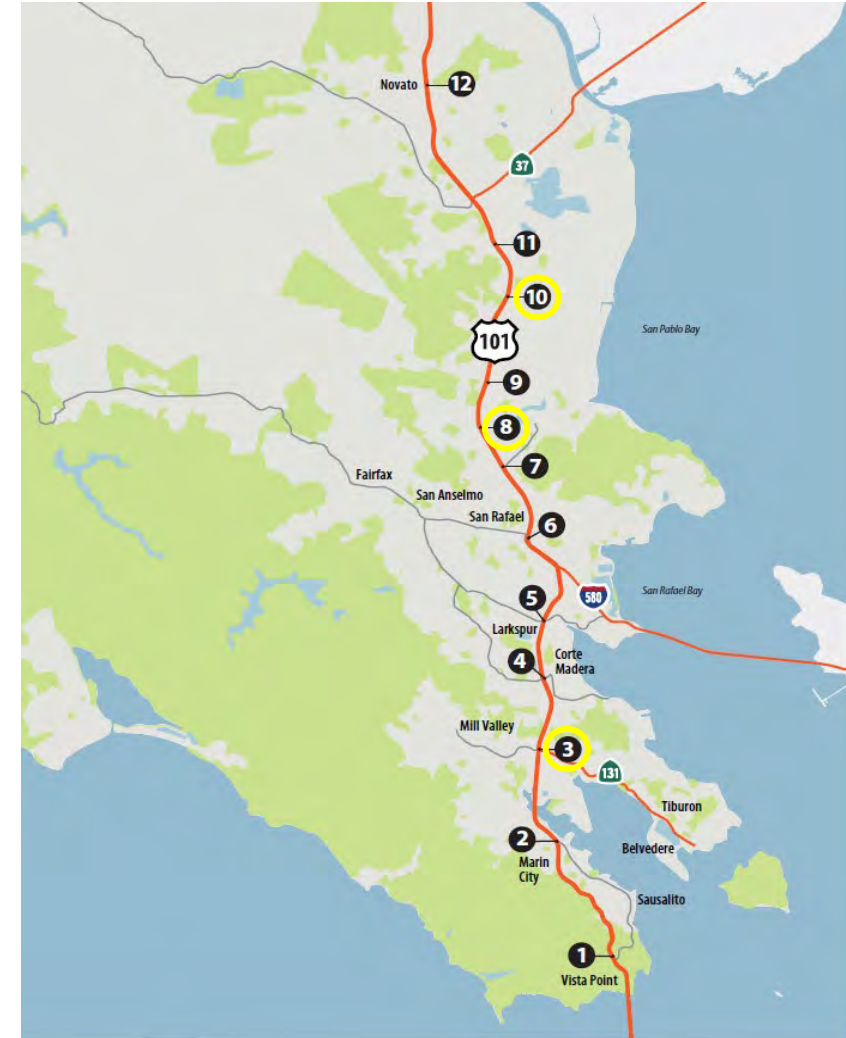 Novato
12
37
11
10
101
San Pablo Bay
9
8
7
Fairfax
San Anselmo
San Rafael
6
5
580
San Rafael Bay
Larkspur
4
Corte
Madera
Mill Valley
3
131
Tiburon
2
Belvedere
Marin
City
Sausalito
1
Vista Point